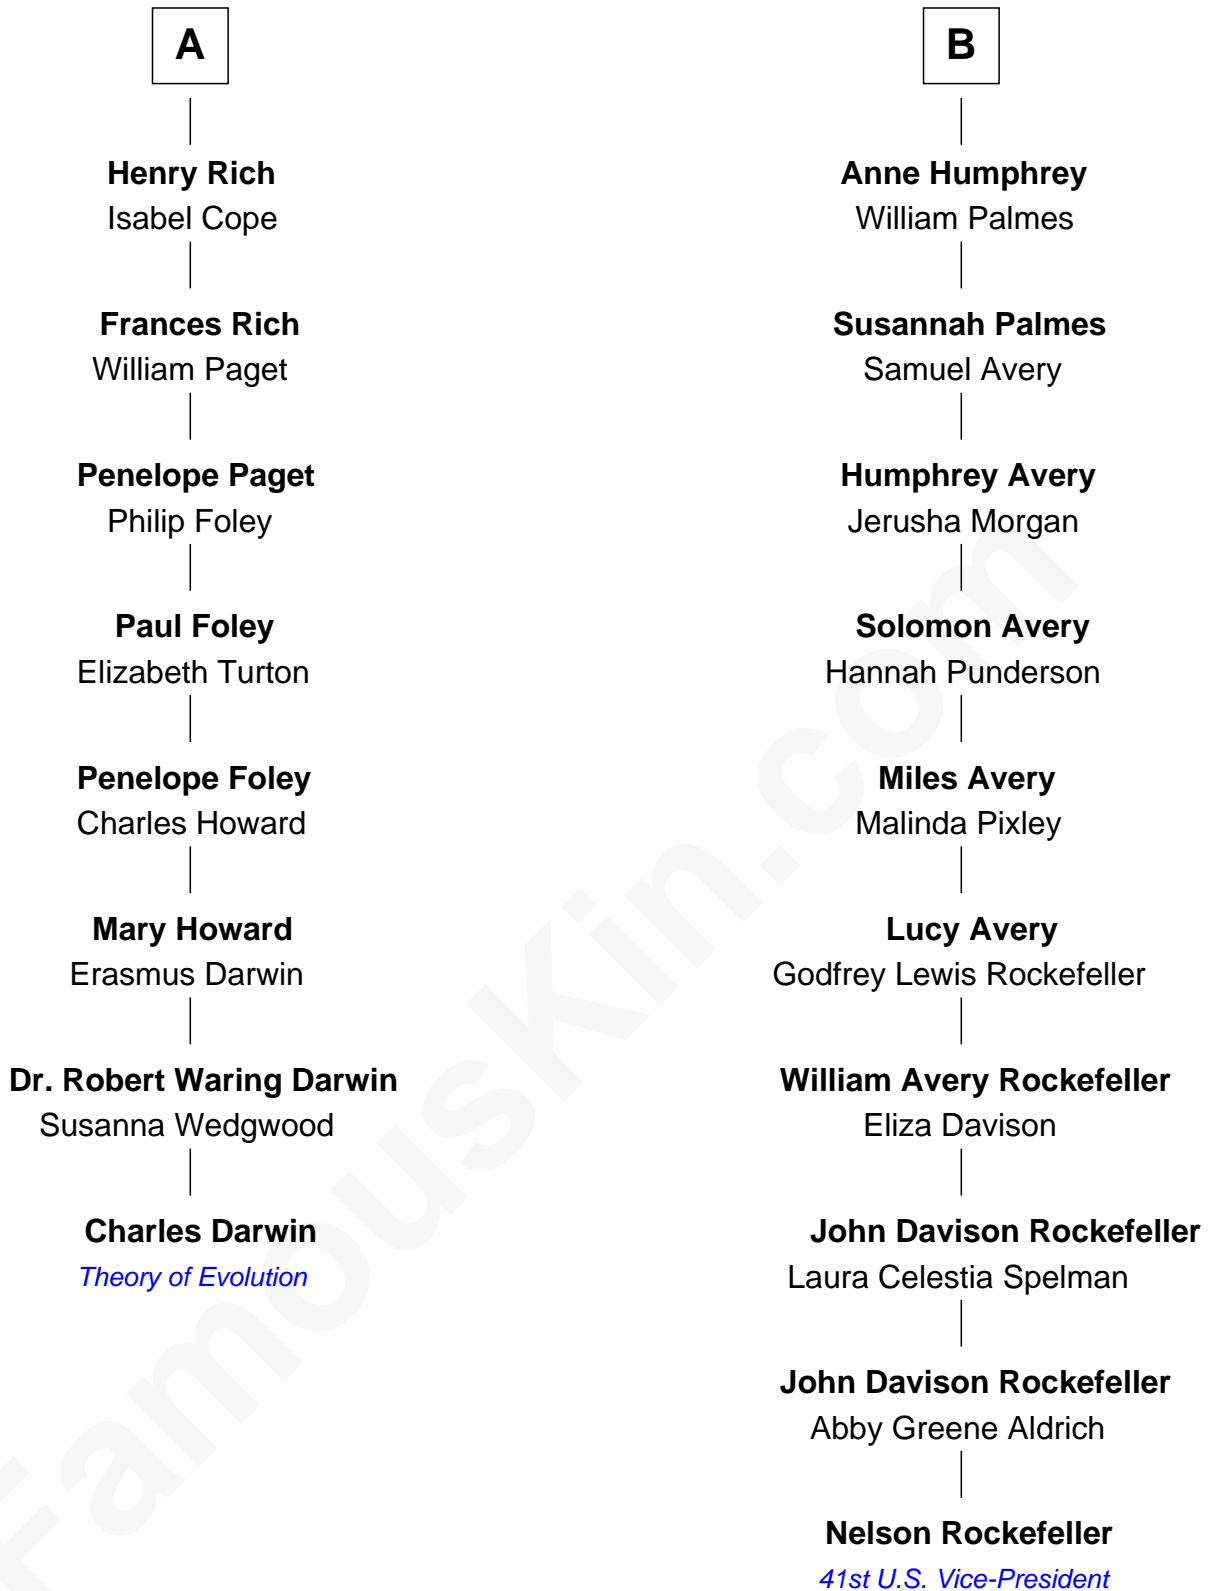 A
Henry Rich
Isabel Cope
Frances Rich
William Paget
Penelope Paget
Philip Foley
Paul Foley
Elizabeth Turton
Penelope Foley
Charles Howard
Mary Howard
Erasmus Darwin
Dr. Robert Waring Darwin
Susanna Wedgwood
Charles Darwin
Theory of Evolution
B
Anne Humphrey
William Palmes
Susannah Palmes
Samuel Avery
Humphrey Avery
Jerusha Morgan
Solomon Avery
Hannah Punderson
Miles Avery
Malinda Pixley
Lucy Avery
Godfrey Lewis Rockefeller
William Avery Rockefeller
Eliza Davison
John Davison Rockefeller
Laura Celestia Spelman
John Davison Rockefeller
Abby Greene Aldrich
Nelson Rockefeller
41st U.S. Vice-President
FamousKin.com